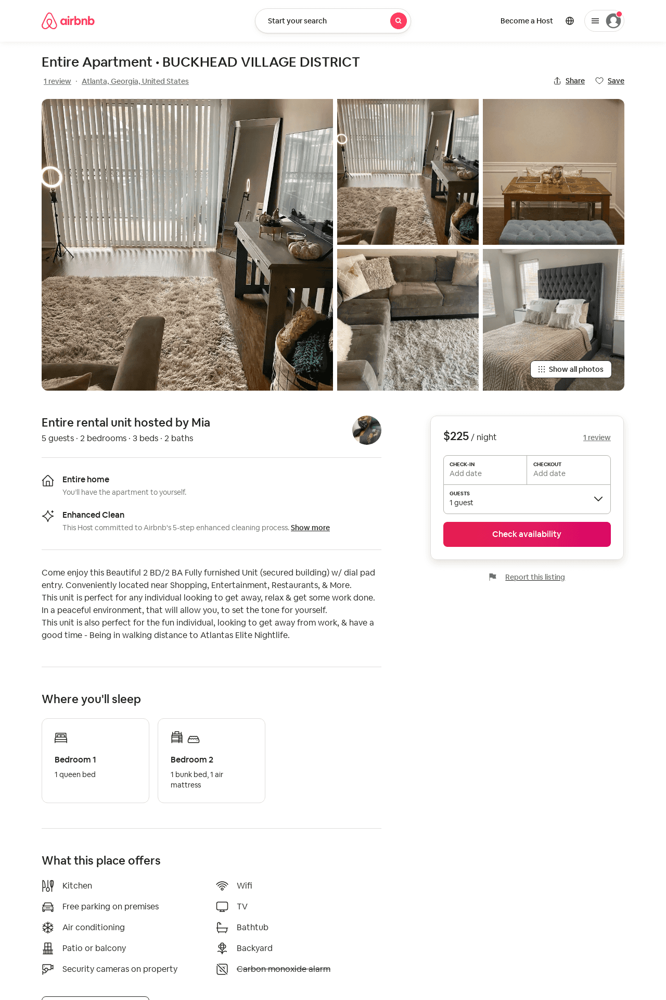 airbnb
Start your search
Become a Host
Entire Apartment • BUCKHEAD VILLAGE DISTRICT
1 review · Atlanta, Georgia, United States
Share
Save
Show all photos
Entire rental unit hosted by Mia
5 guests · 2 bedrooms · 3 beds · 2 baths
Entire home
You'll have the apartment to yourself.
Enhanced Clean
This Host committed to Airbnb's 5-step enhanced cleaning process. Show more
$225 / night
1 review
CHECK-IN
Add date
CHECKOUT
Add date
GUESTS
1 guest
Check availability
Report this listing
Come enjoy this Beautiful 2 BD/2 BA Fully furnished Unit (secured building) w/ dial pad
entry. Conveniently located near Shopping, Entertainment, Restaurants, & More.
This unit is perfect for any individual looking to get away, relax & get some work done.
In a peaceful environment, that will allow you, to set the tone for yourself.
This unit is also perfect for the fun individual, looking to get away from work, & have a
good time - Being in walking distance to Atlantas Elite Nightlife.
Where you'll sleep
Bedroom 1
1 queen bed
Bedroom 2
1 bunk bed, 1 air
mattress
What this place offers
Kitchen
Wifi
Free parking on premises
TV
Air conditioning
Bathtub
Patio or balcony
Backyard
Security cameras on property
Carbon monoxide alarm